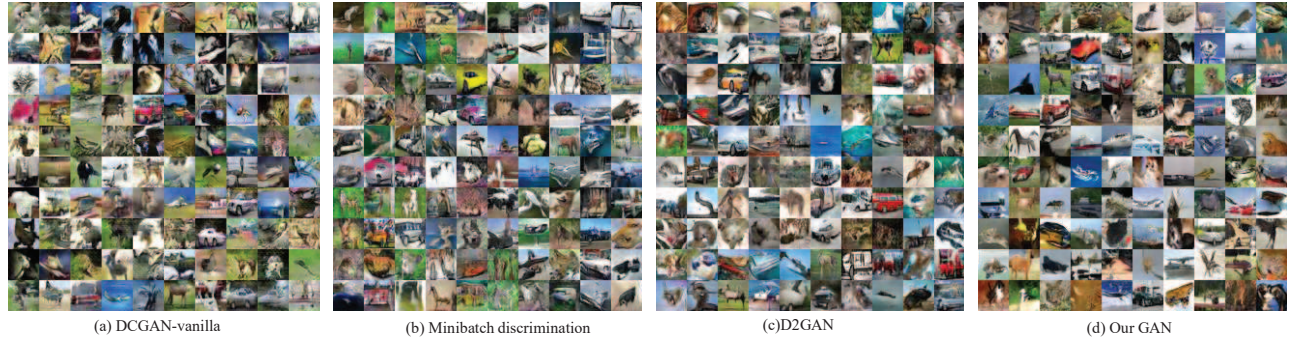 (a) DCGAN-vanilla
(b) Minibatch discrimination
(c)D2GAN
(d) Our GAN